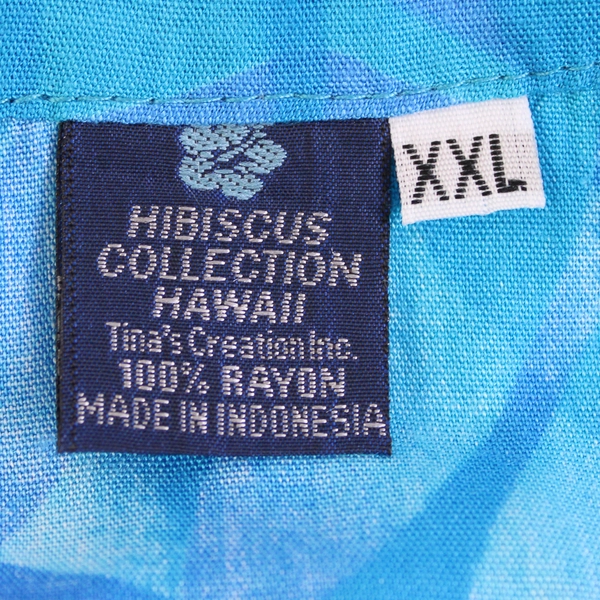 XXL
HIBISCUS
COLLECTION
HAWAII
Tina's Creation Inc.
100% RAYON
MADE IN INDONESIA